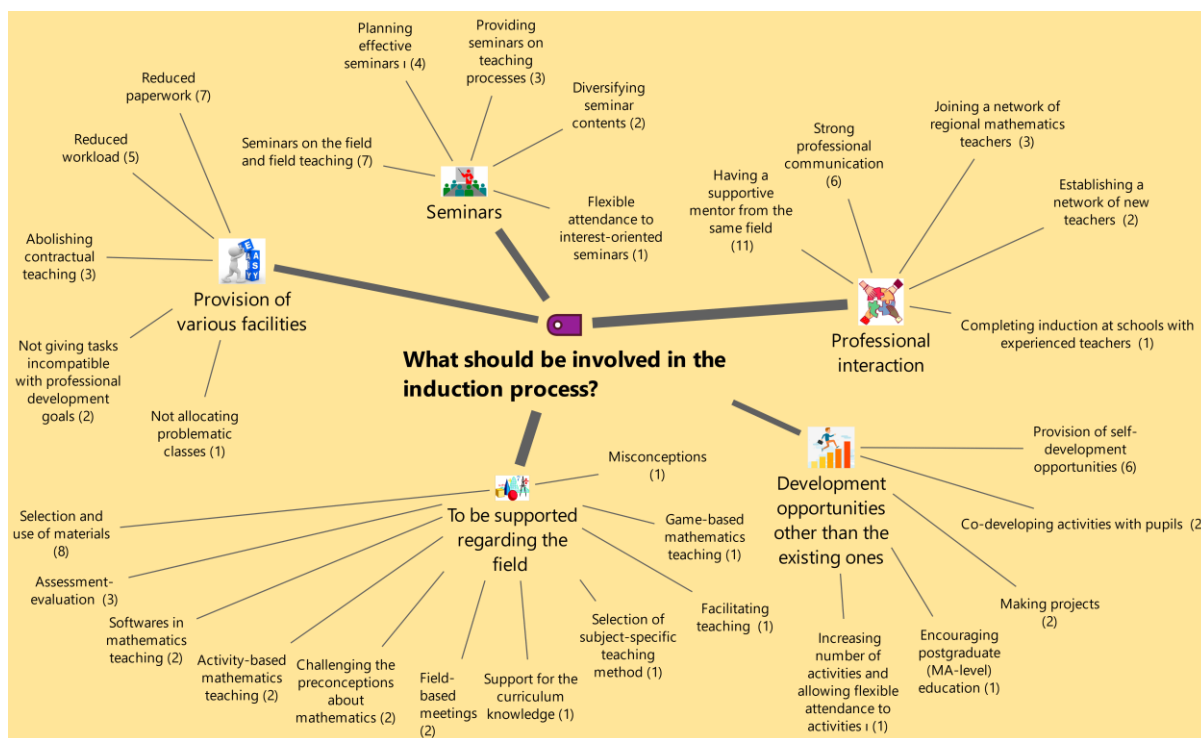 What should be involved in the
induction process?
Provision of
various facilities
Reduced
paperwork (7)
Reduced
workload (5)
Abolishing
contractual teaching
(3)
Not giving tasks
incompatible
with professional
development
goals (2)
Not allocating
problematic
classes (1)
Seminars
Planning
effective
seminars ı (4)
Providing
seminars on
teaching
processes (3)
Diversifying
seminar
contents (2)
Seminars on the field
and field teaching (7)
Flexible
attendance to
interest-oriented
seminars (1)
Professional
interaction
Having a
supportive
mentor from the
same field
(11)
Strong
professional
communication
(6)
Joining a network of
regional mathematics
teachers (3)
Establishing a
network of new
teachers (2)
Completing induction at schools with
experienced teachers
(1)
Development
opportunities
other than the
existing ones
Provision of self-
development
opportunities (6)
Co-developing activities with pupils (2
Making projects
(2)
Encouraging
postgraduate
(MA-level)
education (1)
Increasing
number of
activities and
allowing flexible
attendance to
activities ı (1)
To be supported
regarding the
field
Misconceptions
(1)
Game-based
mathematics
teaching (1)
Facilitating
teaching (1)
Selection of
subject-specific
teaching
method (1)
Support for the
curriculum
knowledge (1)
Field-
based
meetings
(2)
Challenging the
preconceptions
about
mathematics (2)
Activity-based
mathematics
teaching (2)
Softwares in
mathematics
teaching (2)
Assessment-
evaluation (3)
Selection and
use of materials
(8)